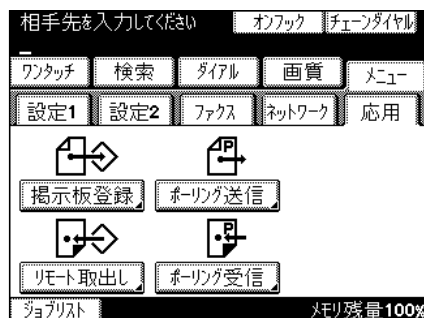 相手先を入力してください オンフック チェーンダイヤル
ワンタッチ 検索 ダイアル 画質 メニュー
設定1 設定2 ファクス ネットワーク 応用
掲示板登録 ポーリング送信
リモート取出し ポーリング受信
ジョブリスト メモリ残量100%